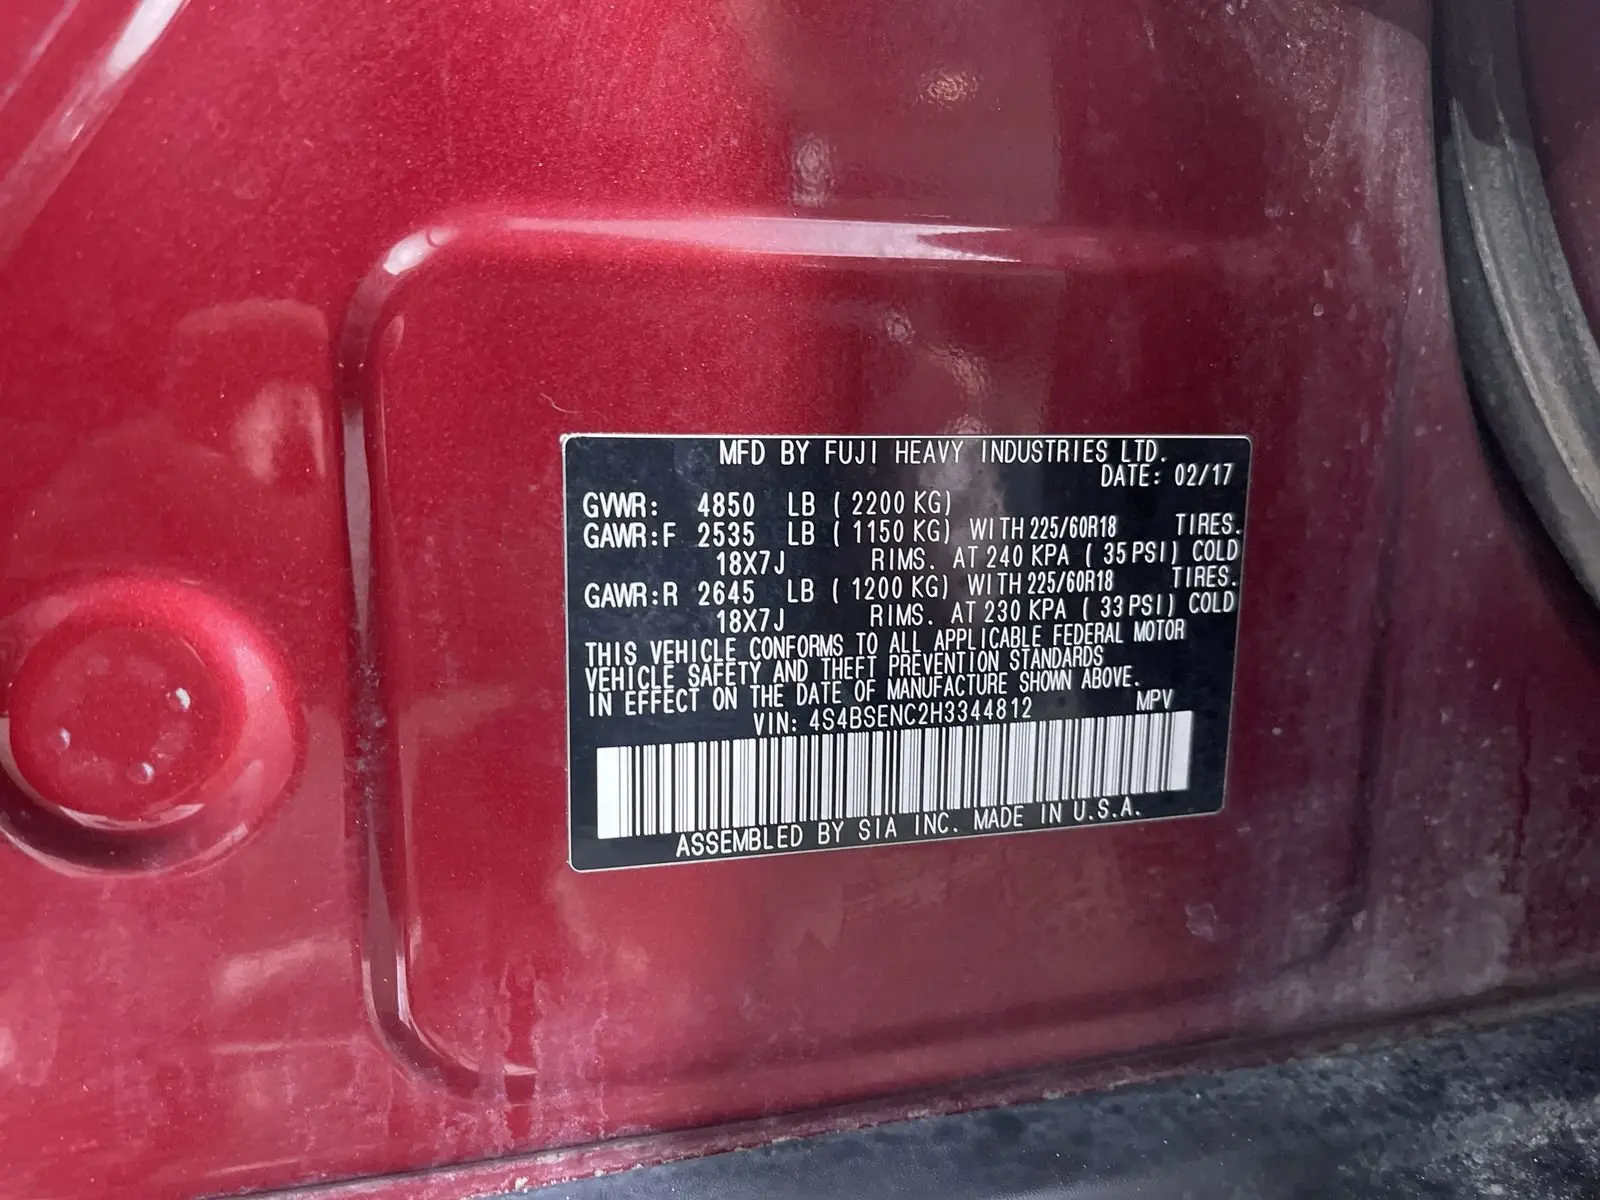 MFD BY FUJI HEAVY INDUSTRIES LTD.
DATE: 02/17
GVWR: 4850 LB ( 2200 KG)
GAWR:F 2535 LB ( 1150 KG) WITH 225/60R18 TIRES.
18X7J RIMS. AT 240 KPA ( 35 PSI) COLD
GAWR:R 2645 LB ( 1200 KG) WITH 225/60R18 TIRES.
18X7J RIMS. AT 230 KPA ( 33 PSI) COLD
THIS VEHICLE CONFORMS TO ALL APPLICABLE FEDERAL MOTOR
VEHICLE SAFETY AND THEFT PREVENTION STANDARDS
IN EFFECT ON THE DATE OF MANUFACTURE SHOWN ABOVE.
VIN: 4S4BSENC2H3344812 MPV
ASSEMBLED BY SIA INC. MADE IN U.S.A.